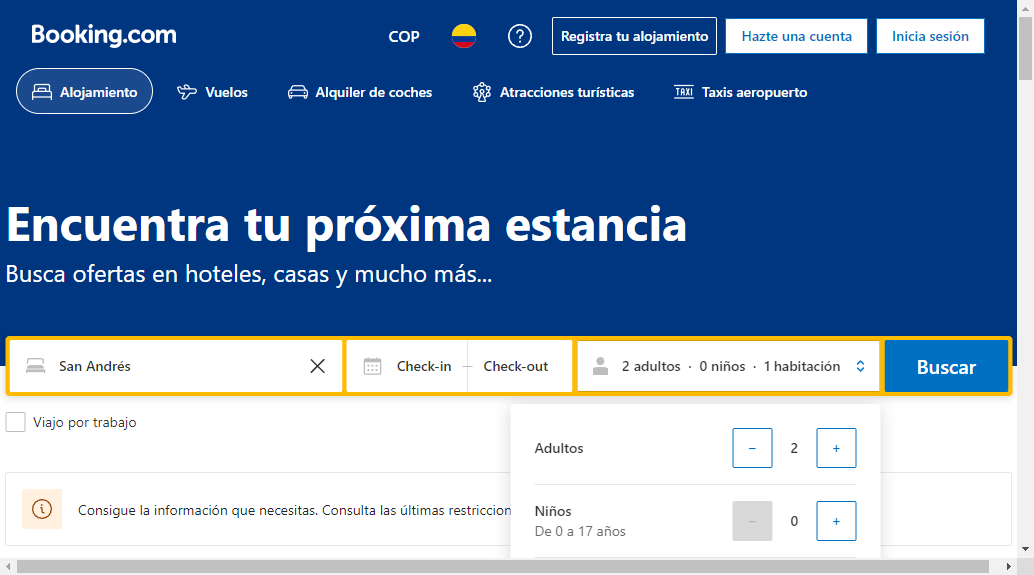 Booking.com
COP
Registra tu alojamiento
Hazte una cuenta
Inicia sesión
Alojamiento
Vuelos
Alquiler de coches
Atracciones turísticas
TAXI Taxis aeropuerto
Encuentra tu próxima estancia
Busca ofertas en hoteles, casas y mucho más...
San Andrés
Check-in — Check-out
2 adultos · 0 niños · 1 habitación
Buscar
Viajo por trabajo
Adultos
− 2 +
Consigue la información que necesitas. Consulta las últimas restriccion
Niños
De 0 a 17 años
− 0 +